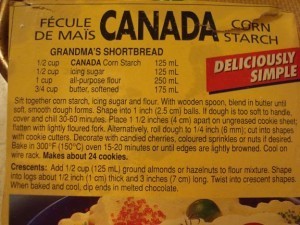 FÉCULE DE MAÏS CANADA CORN STARCH
GRANDMA'S SHORTBREAD
1/2 cup CANADA Corn Starch 125 mL
1/2 cup icing sugar 125 mL
1 cup all-purpose flour 250 mL
3/4 cup butter, softened 175 mL
DELICIOUSLY
SIMPLE
Sift together corn starch, icing sugar and flour. With wooden spoon, blend in butter until
soft, smooth dough forms. Shape into 1 inch (2.5 cm) balls. If dough is too soft to handle,
cover and chill 30-60 minutes. Place 1 1/2 inches (4 cm) apart on ungreased cookie sheet;
flatten with lightly floured fork. Alternatively, roll dough to 1/4 inch (6 mm); cut into shapes
with cookie cutters. Decorate with candied cherries, coloured sprinkles or nuts if desired.
Bake in 300°F (150°C) oven 15-20 minutes or until edges are lightly browned. Cool on
wire rack. Makes about 24 cookies.
Crescents: Add 1/2 cup (125 mL) ground almonds or hazelnuts to flour mixture. Shape
into logs about 1/2 inch (1 cm) thick and 3 inches (7 cm) long. Twist into crescent shapes.
When baked and cool, dip ends in melted chocolate.